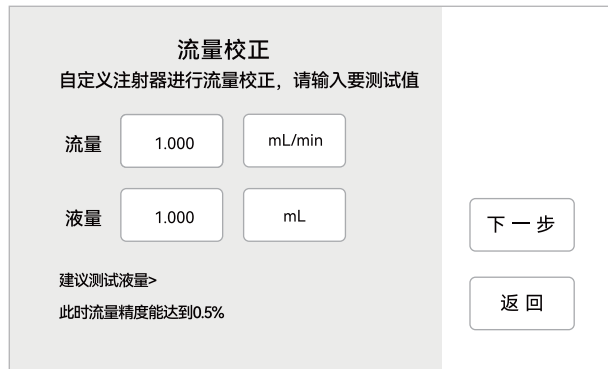 流量校正
自定义注射器进行流量校正，请输入要测试值
流量 1.000 mL/min
液量 1.000 mL
下一步
建议测试液量>
返回
此时流量精度能达到0.5%